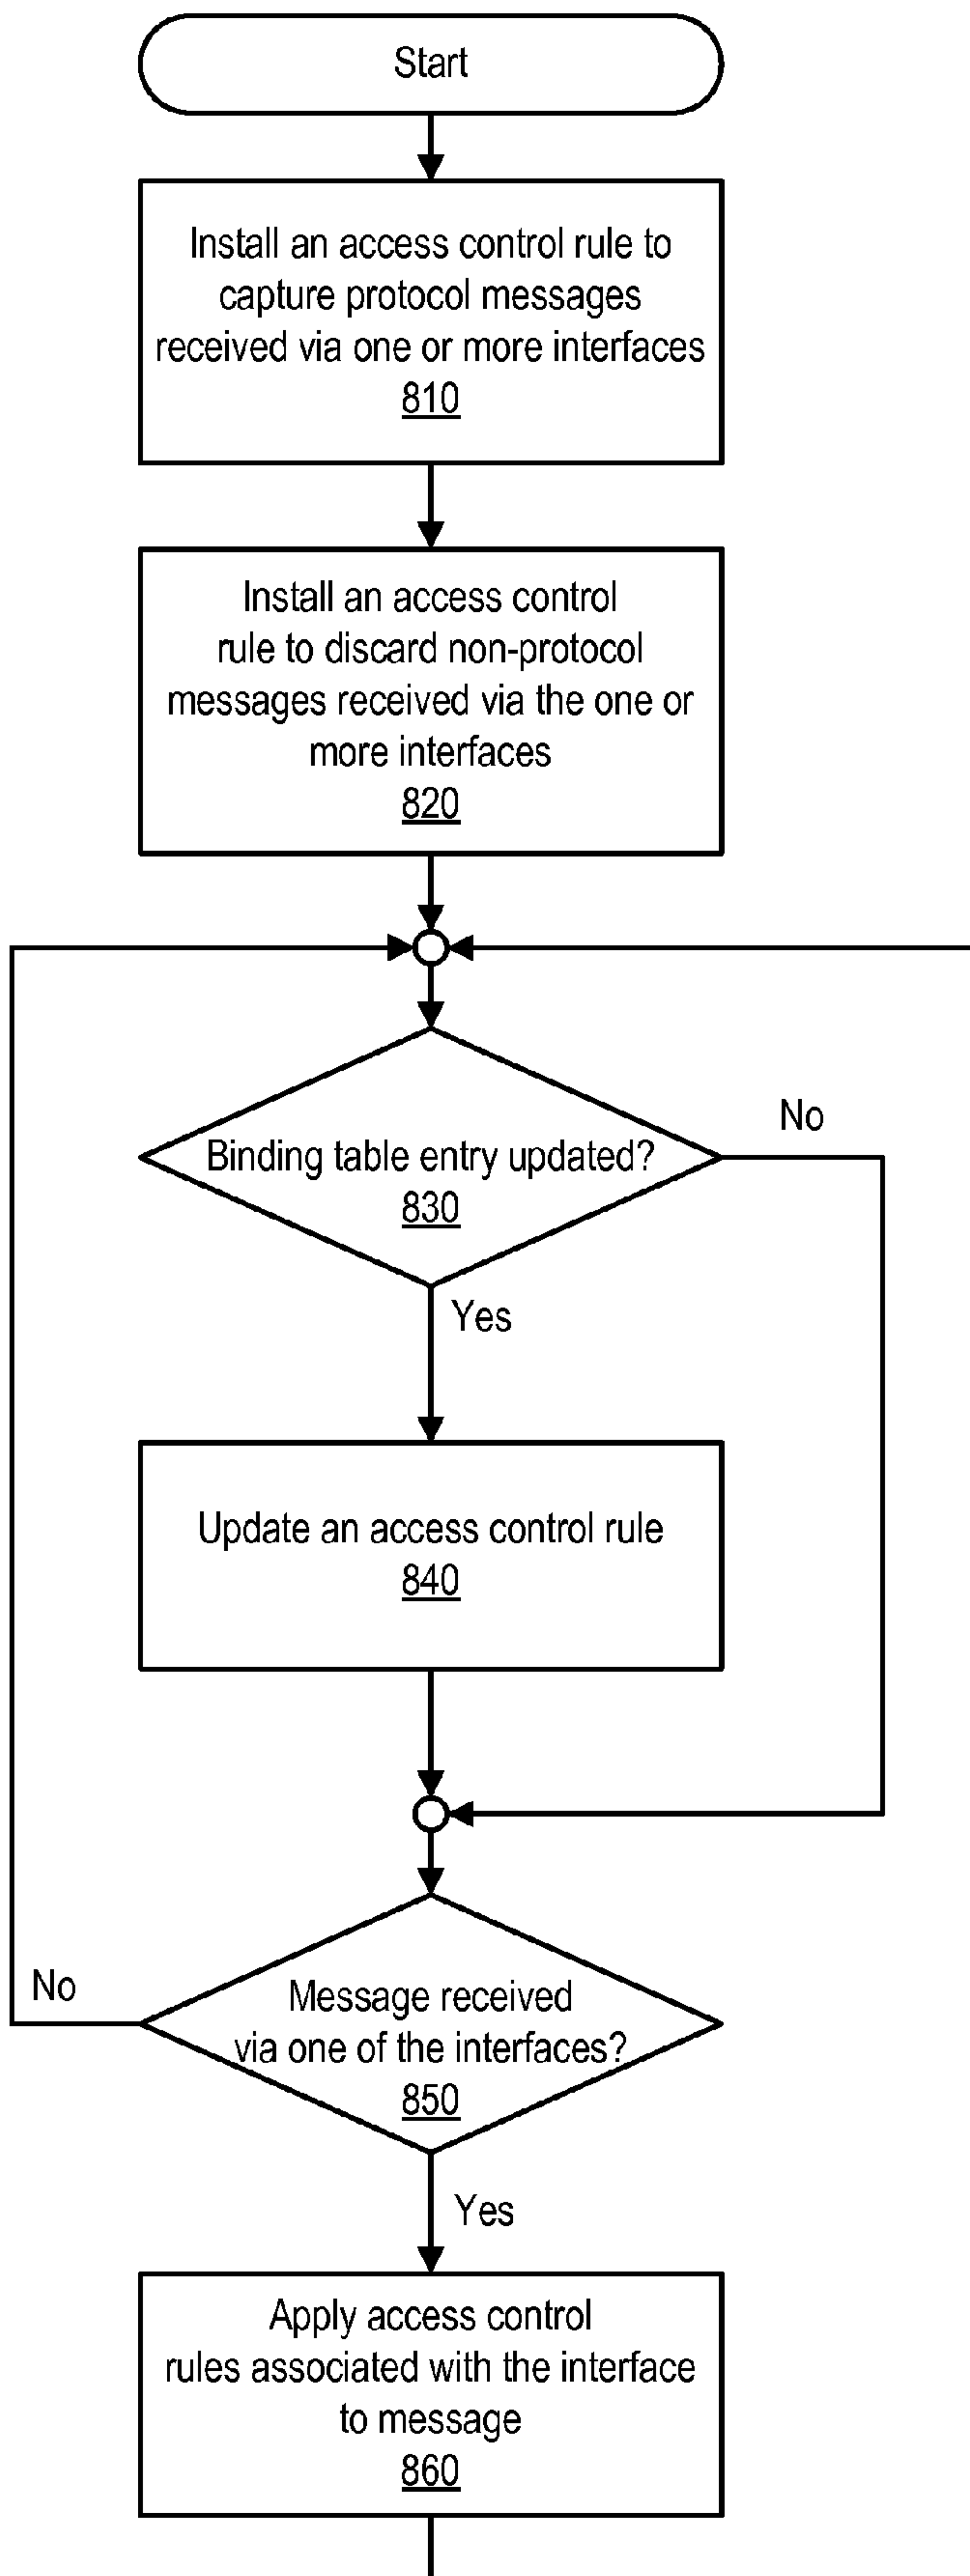 Start
Install an access control rule to
capture protocol messages
received via one or more interfaces
810
Install an access control
rule to discard non-protocol
messages received via the one or
more interfaces
820
No
Binding table entry updated?
830
Yes
Update an access control rule
840
No
Message received
via one of the interfaces?
850
Yes
Apply access control
rules associated with the interface
to message
860